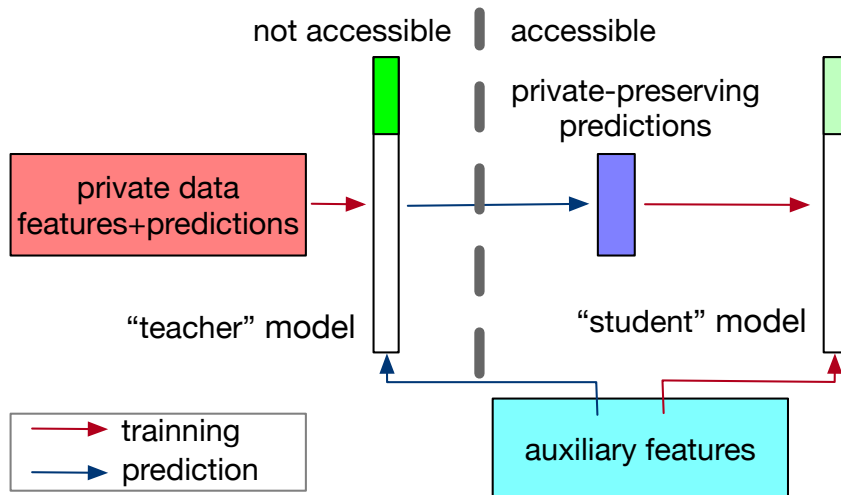 not accessible
accessible
private-preserving
predictions
private data
features+predictions
“teacher” model
“student” model
trainning
prediction
auxiliary features